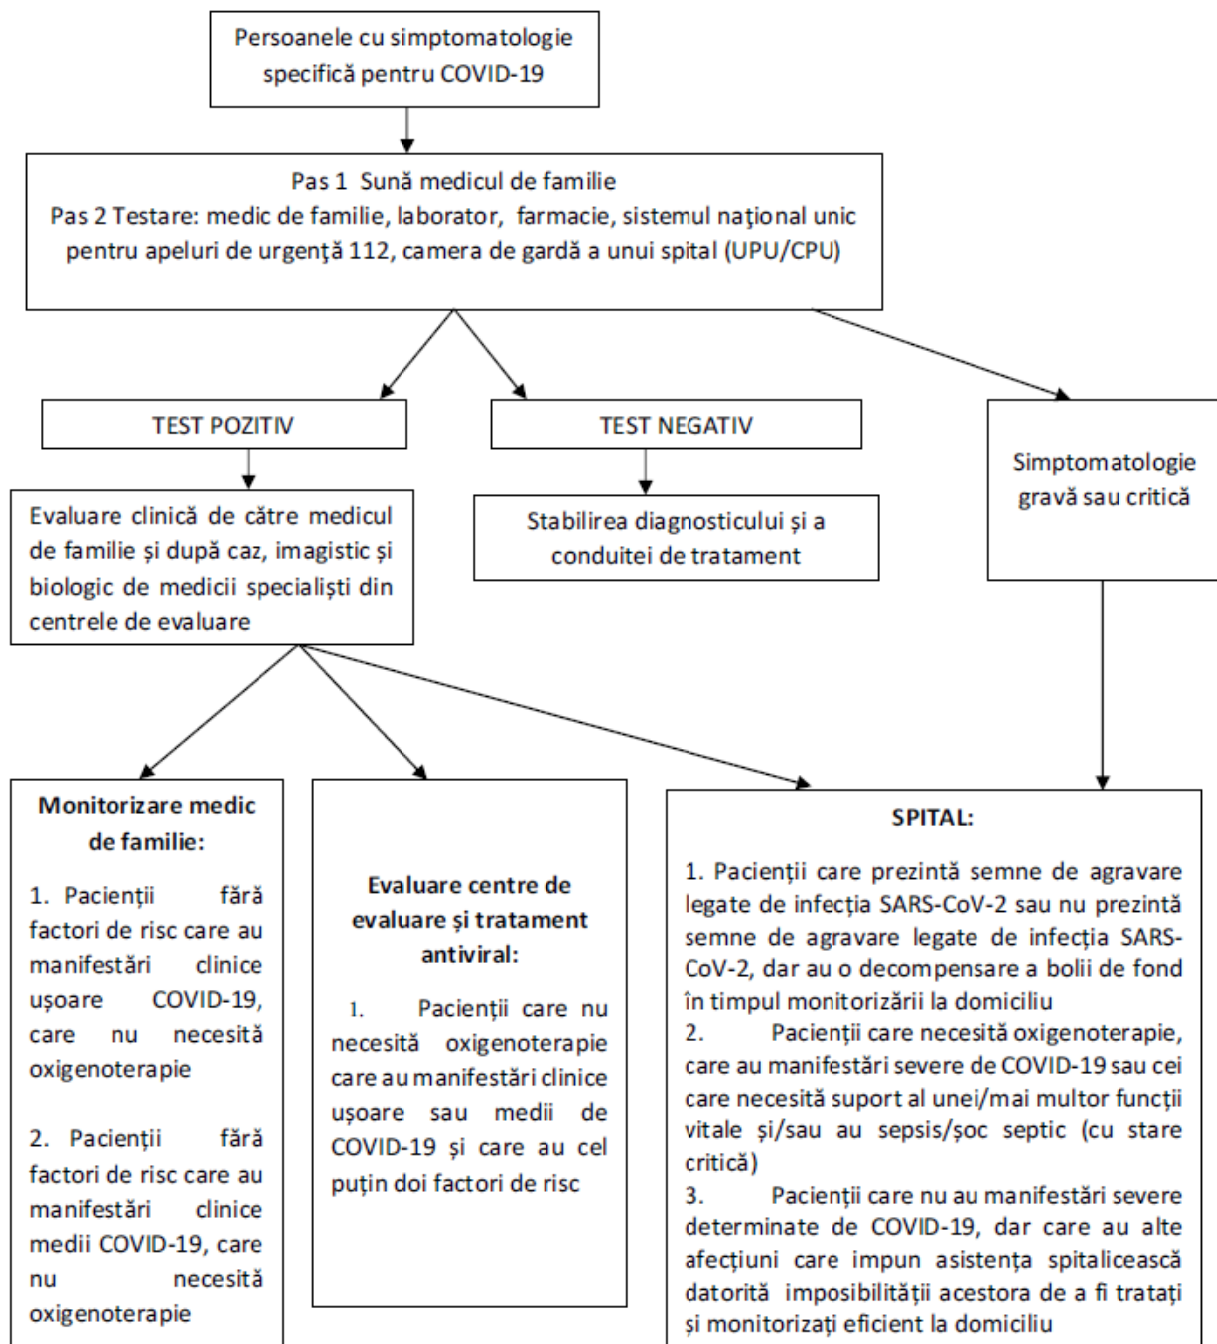 Persoanele cu simptomatologie
specifică pentru COVID-19
Pas 1 Sună medicul de familie
Pas 2 Testare: medic de familie, laborator, farmacie, sistemul național unic
pentru apeluri de urgență 112, camera de gardă a unui spital (UPU/CPU)
TEST POZITIV
TEST NEGATIV
Simptomatologie
gravă sau critică
Evaluare clinică de către medicul
de familie și după caz, imagistic și
biologic de medicii specialiști din
centrele de evaluare
Stabilirea diagnosticului și a
conduitei de tratament
Monitorizare medic
de familie:
1. Pacienții fără
factori de risc care au
manifestări clinice
ușoare COVID-19,
care nu necesită
oxigenoterapie
2. Pacienții fără
factori de risc care au
manifestări clinice
medii COVID-19, care
nu necesită
oxigenoterapie
Evaluare centre de
evaluare și tratament
antiviral:
1. Pacienții care nu
necesită oxigenoterapie
care au manifestări clinice
ușoare sau medii de
COVID-19 și care au cel
puțin doi factori de risc
SPITAL:
1. Pacienții care prezintă semne de agravare
legate de infecția SARS-CoV-2 sau nu prezintă
semne de agravare legate de infecția SARS-
CoV-2, dar au o decompensare a bolii de fond
în timpul monitorizării la domiciliu
2. Pacienții care necesită oxigenoterapie,
care au manifestări severe de COVID-19 sau cei
care necesită suport al unei/mai multor funcții
vitale și/sau au sepsis/șoc septic (cu stare
critică)
3. Pacienții care nu au manifestări severe
determinate de COVID-19, dar care au alte
afecțiuni care impun asistența spitalicească
datorită imposibilității acestora de a fi tratați
și monitorizați eficient la domiciliu